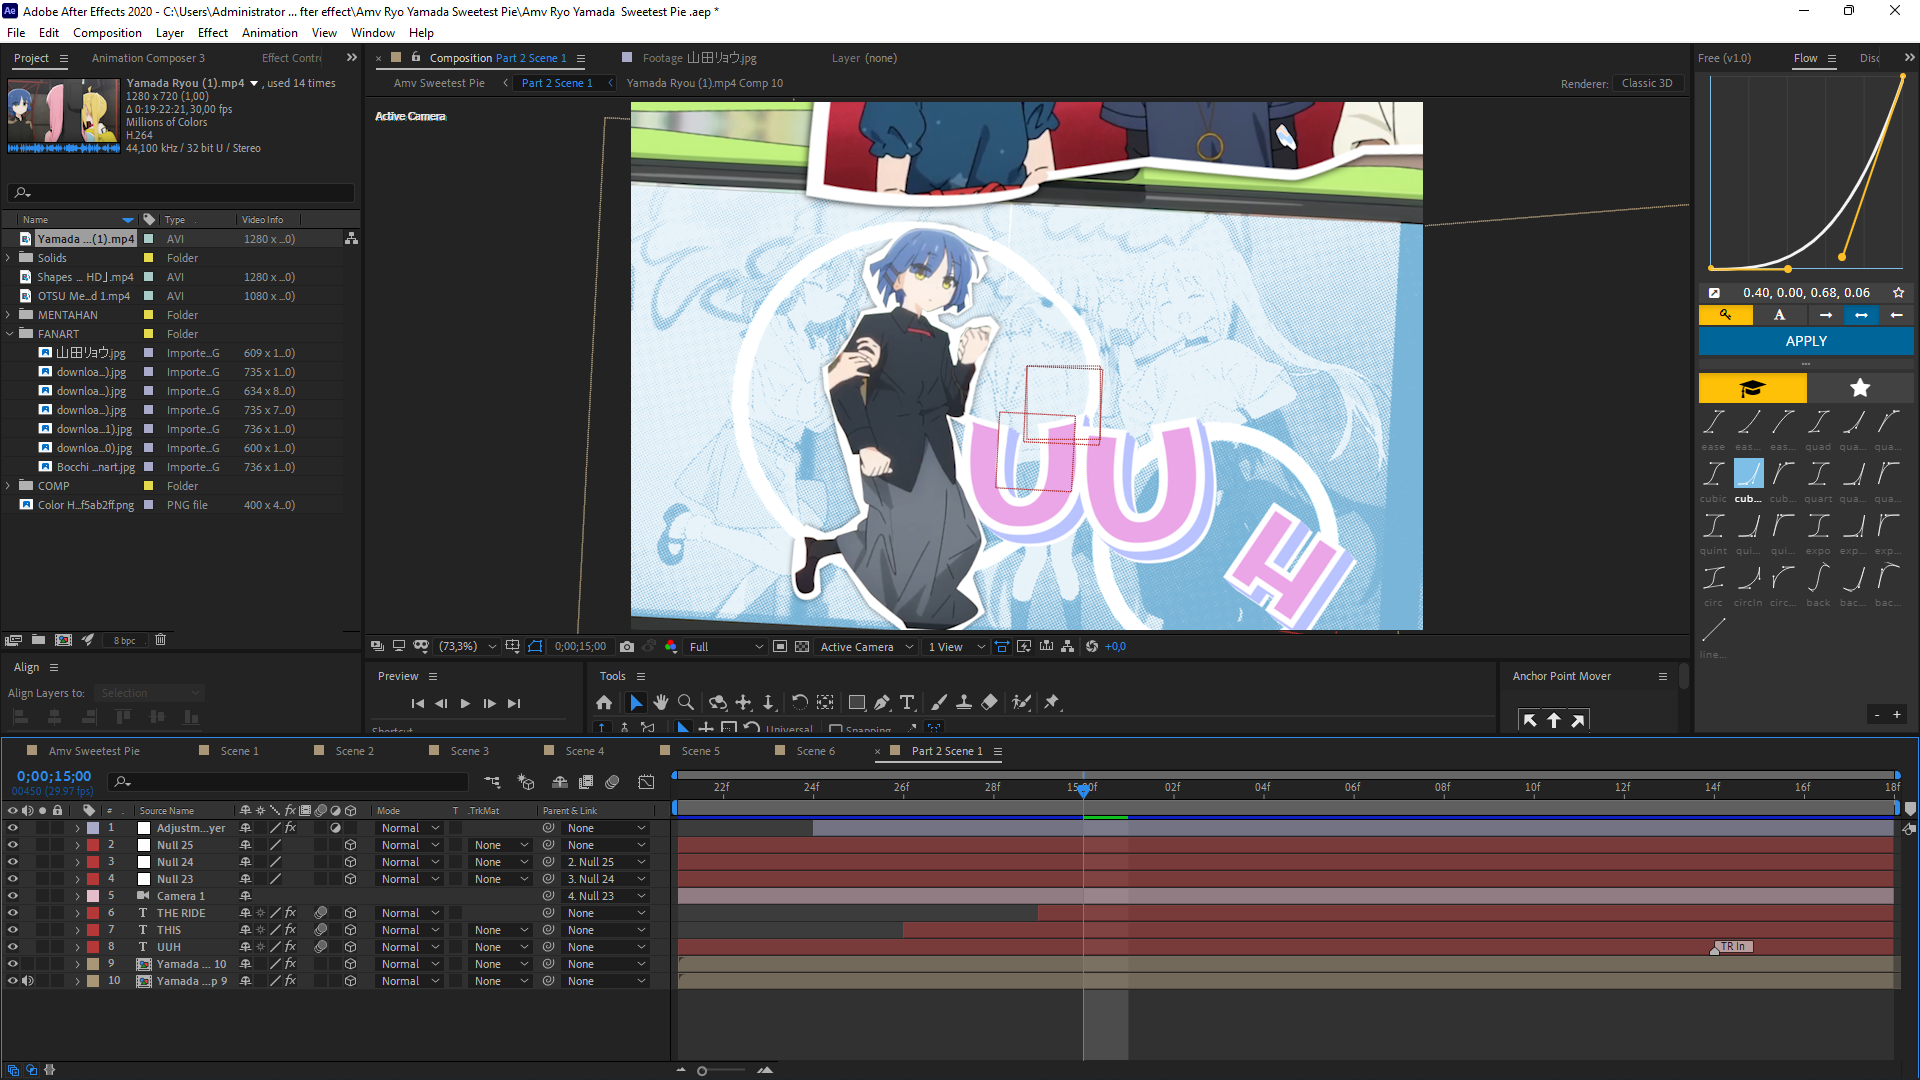 Adobe After Effects 2020 - C:\Users\Administrator ... fter effect\Amv Ryo Yamada Sweetest Pie\Amv Ryo Yamada  Sweetest Pie .aep *
File Edit Composition Layer Effect Animation View Window Help
Project Animation Composer 3 Effect Contr
Yamada Ryou (1).mp4 , used 14 times
1280 x 720 (1,00)
Δ 0:19:22:21, 30,00 fps
Millions of Colors
H.264
44,100 kHz / 32 bit U / Stereo
Name Type Video Info
Yamada ...(1).mp4 AVI 1280 x ...0)
Solids Folder
Shapes ... HD」.mp4 AVI 1280 x ...0)
OTSU Me...d 1.mp4 AVI 1080 x ...0)
MENTAHAN Folder
FANART Folder
山田リョウ.jpg Importe...G 609 x 1...0)
downloa...).jpg Importe...G 735 x 1...0)
downloa...).jpg Importe...G 634 x 8...0)
downloa...).jpg Importe...G 735 x 7...0)
downloa...1).jpg Importe...G 736 x 1...0)
downloa...0).jpg Importe...G 600 x 1...0)
Bocchi ...nart.jpg Importe...G 736 x 1...0)
COMP Folder
Color H...f5ab2ff.png PNG file 400 x 4...0)
8 bpc
Align
Align Layers to: Selection
Composition Part 2 Scene 1 Footage 山田リョウ.jpg Layer (none)
Amv Sweetest Pie Part 2 Scene 1 Yamada Ryou (1).mp4 Comp 10
Renderer: Classic 3D
Active Camera
UUH
(73,3%) 0;00;15;00 Full Active Camera 1 View +0,0
Preview
Shortcut
Tools
Universal Snapping
Anchor Point Mover
Free (v1.0) Flow Disc
0.40, 0.00, 0.68, 0.06
A
APPLY
ease eas... eas... quad qua... qua...
cubic cub... cub... quart qua... qua...
quint qui... qui... expo exp... exp...
circ circIn circ... back bac... bac...
line...
- +
Amv Sweetest Pie Scene 1 Scene 2 Scene 3 Scene 4 Scene 5 Scene 6 Part 2 Scene 1
0;00;15;00
00450 (29.97 fps)
22f 24f 26f 28f 15:00f 02f 04f 06f 08f 10f 12f 14f 16f 18f
# Source Name Mode T .TrkMat Parent & Link
1 Adjustm...yer Normal None
2 Null 25 Normal None None
3 Null 24 Normal None 2. Null 25
4 Null 23 Normal None 3. Null 24
5 Camera 1 4. Null 23
6 THE RIDE Normal None
7 THIS Normal None None
8 UUH Normal None None
TR In
9 Yamada ... 10 Normal None None
10 Yamada ...p 9 Normal None None